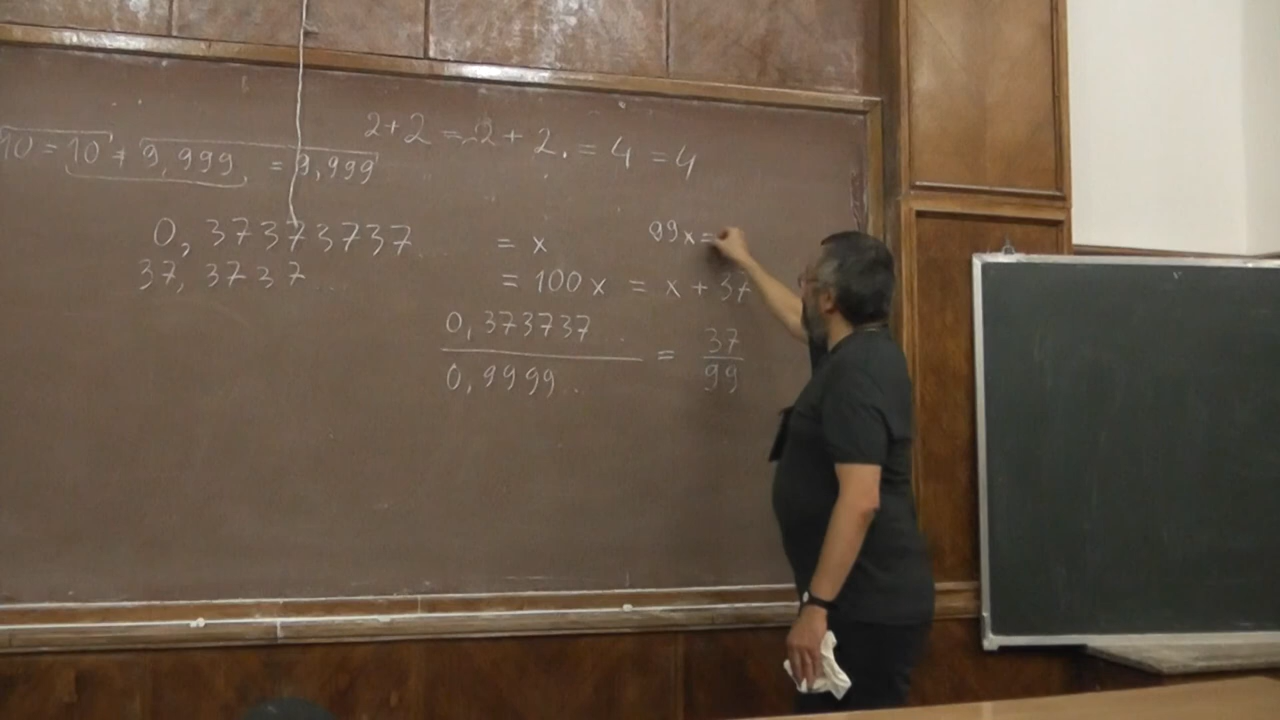 2+2 = 2 + 2. = 4 = 4
10 = 10 + 9,999 = 9,999
0, 37373737 = x
99x =
37, 3737... = 100x = x + 37
0,373737.. / 0,9999.. = 37/99